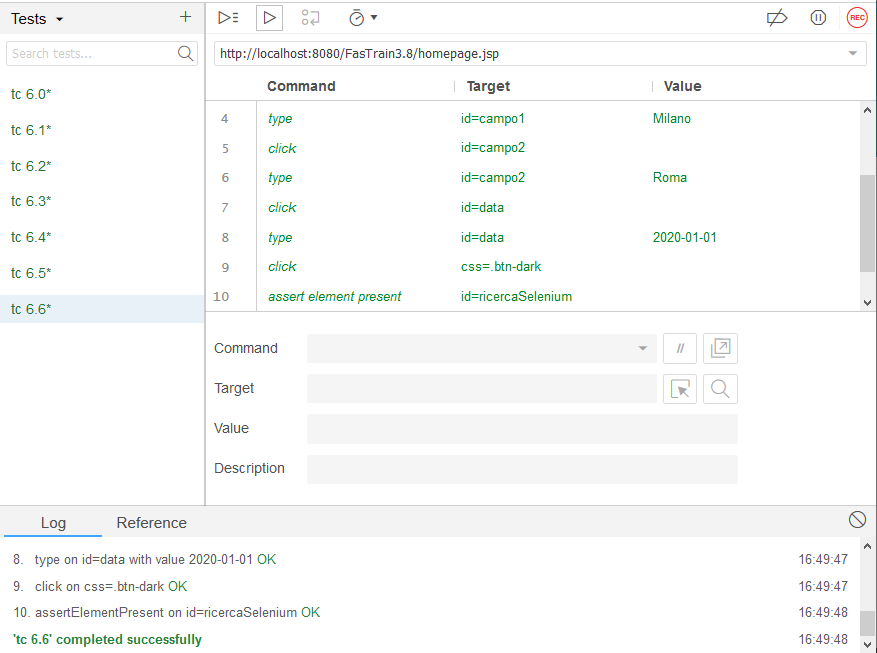 Tests
REC
Search tests...
http://localhost:8080/FasTrain3.8/homepage.jsp
tc 6.0*
tc 6.1*
tc 6.2*
tc 6.3*
tc 6.4*
tc 6.5*
tc 6.6*
Command Target Value
4 type id=campo1 Milano
5 click id=campo2
6 type id=campo2 Roma
7 click id=data
8 type id=data 2020-01-01
9 click css=.btn-dark
10 assert element present id=ricercaSelenium
Command //
Target
Value
Description
Log Reference
8. type on id=data with value 2020-01-01 OK 16:49:47
9. click on css=.btn-dark OK 16:49:47
10. assertElementPresent on id=ricercaSelenium OK 16:49:48
'tc 6.6' completed successfully 16:49:48